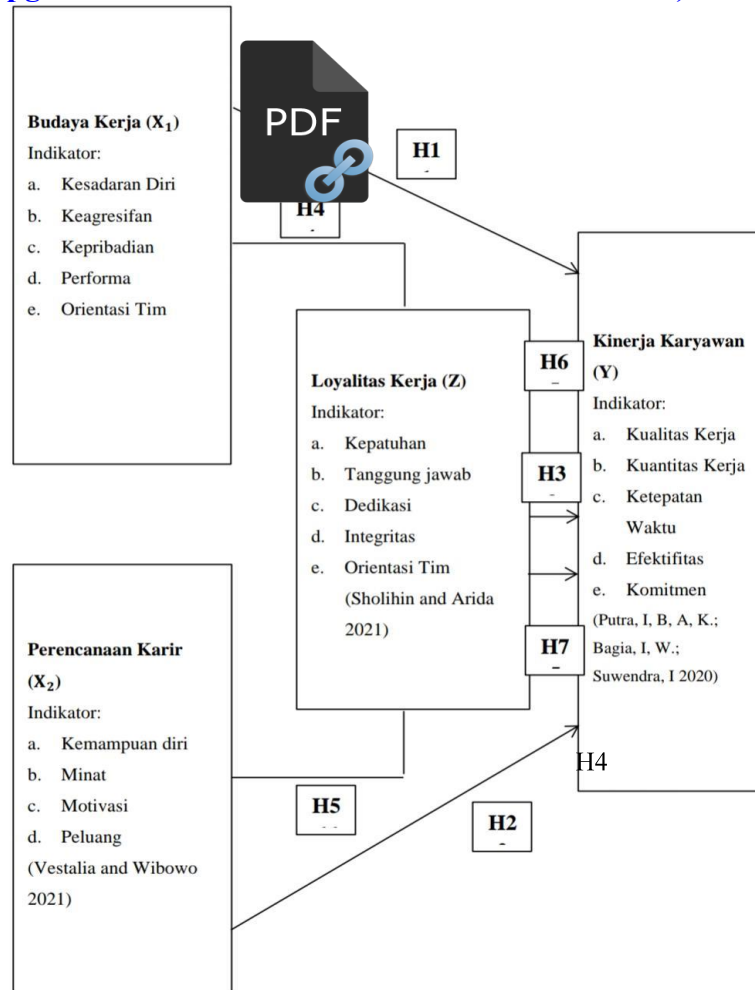 Budaya Kerja (X₁)
Indikator:
a. Kesadaran Diri
b. Keagresifan
c. Kepribadian
d. Performa
e. Orientasi Tim
PDF
H1
H4
Loyalitas Kerja (Z)
Indikator:
a. Kepatuhan
b. Tanggung jawab
c. Dedikasi
d. Integritas
e. Orientasi Tim
(Sholihin and Arida
2021)
H6
H3
H7
Kinerja Karyawan
(Y)
Indikator:
a. Kualitas Kerja
b. Kuantitas Kerja
c. Ketepatan
Waktu
d. Efektifitas
e. Komitmen
(Putra, I, B, A, K.;
Bagia, I, W.;
Suwendra, I 2020)
H4
Perencanaan Karir
(X₂)
Indikator:
a. Kemampuan diri
b. Minat
c. Motivasi
d. Peluang
(Vestalia and Wibowo
2021)
H5
H2